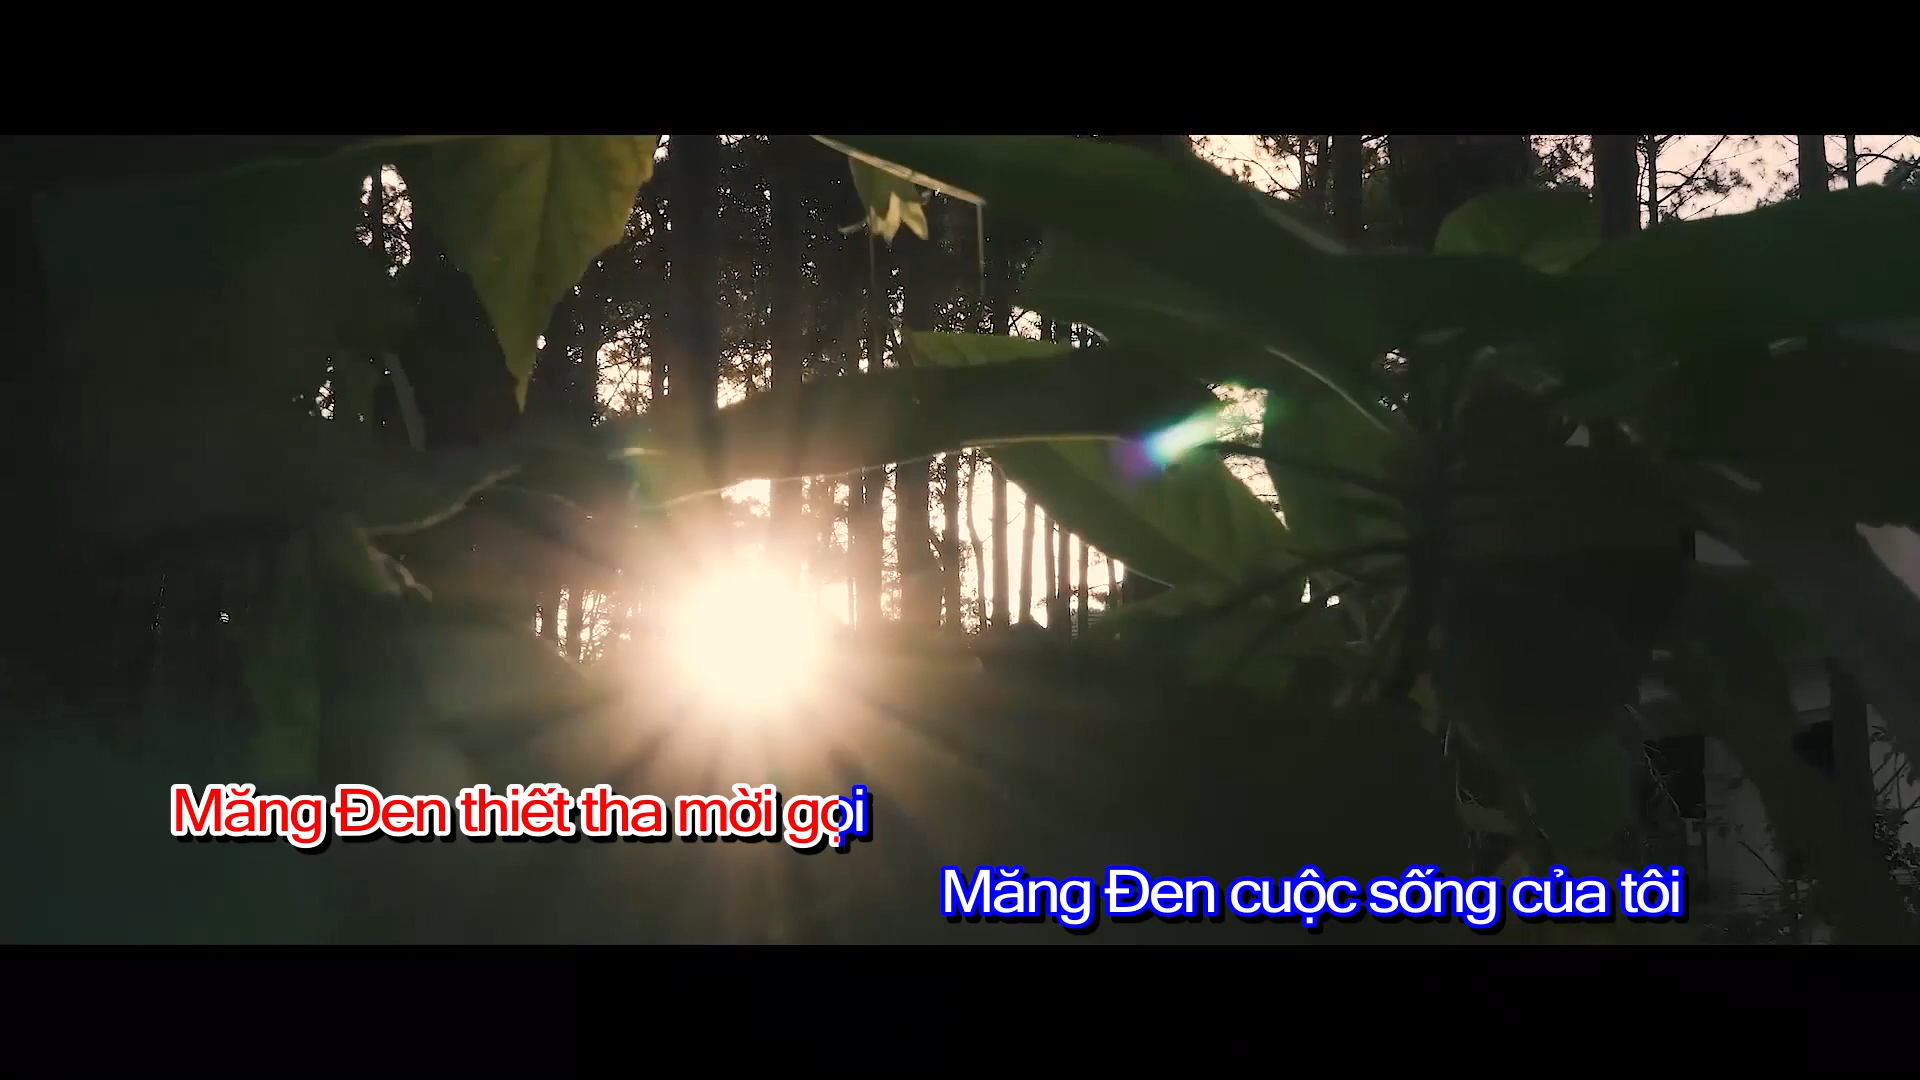 Măng Đen thiết tha mời gọi
Măng Đen cuộc sống của tôi